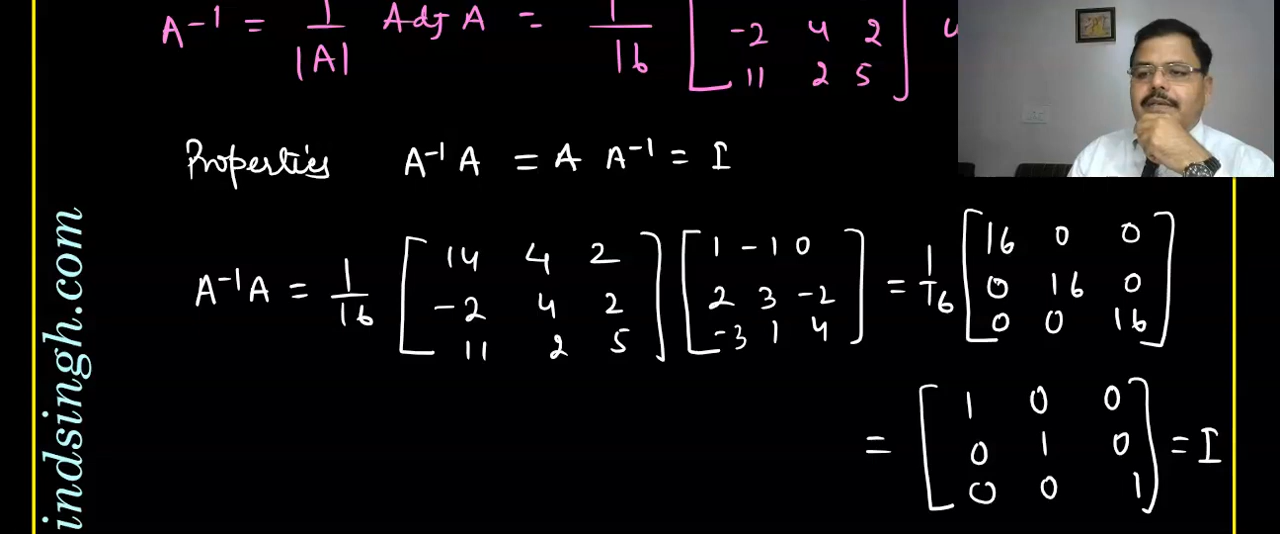 A⁻¹ = 1/|A| Adj A = 1/16 [ -2 4 2
11 2 5 ]
Properties A⁻¹ A = A A⁻¹ = I
A⁻¹A = 1/16 [ 14 4 2 ] [ 1 -1 0 ] = 1/16 [ 16 0 0 ]
[ -2 4 2 ] [ 2 3 -2 ] [ 0 16 0 ]
[ 11 2 5 ] [ -3 1 4 ] [ 0 0 16 ]
= [ 1 0 0
0 1 0
0 0 1 ] = I
indsingh.com